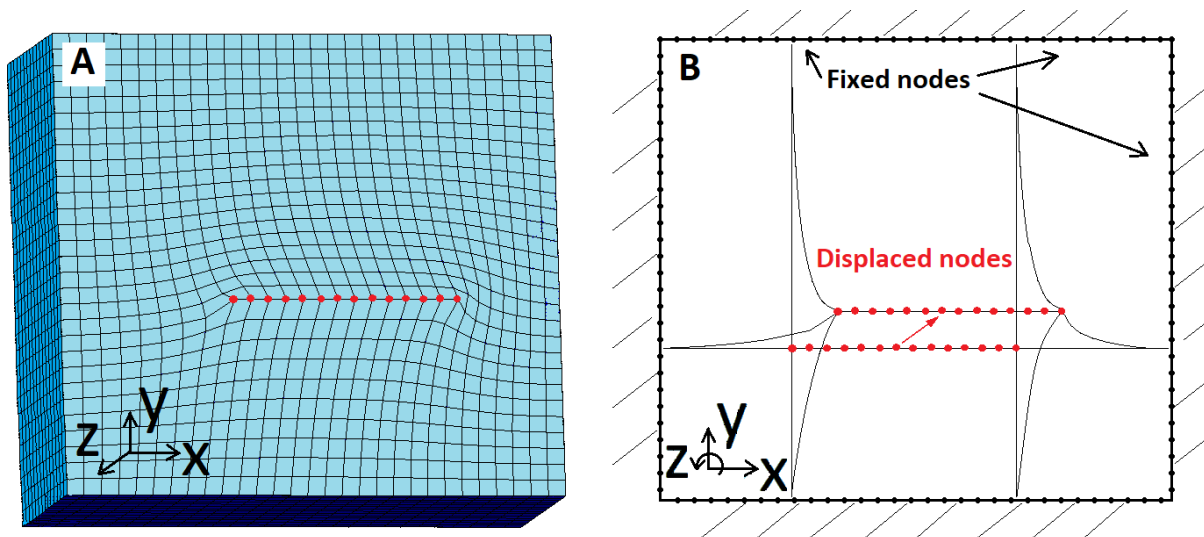 A
y
z
x
B
Fixed nodes
Displaced nodes
y
z
x